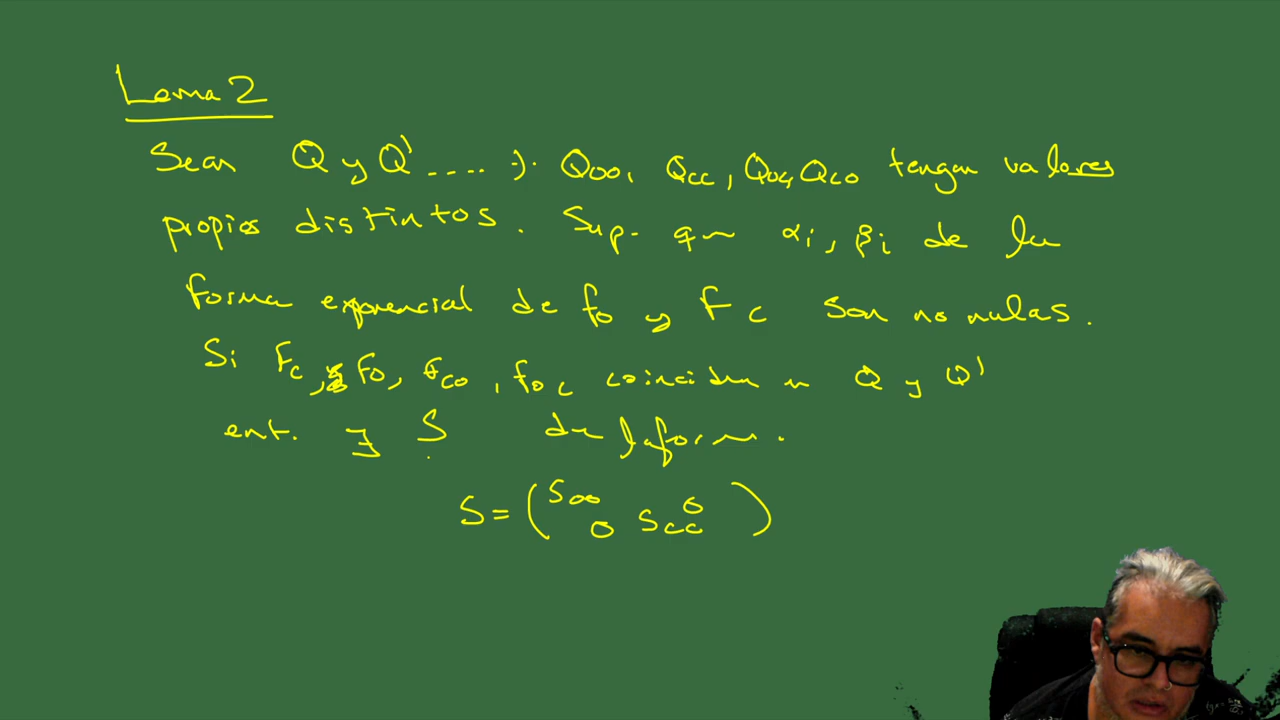 Lema 2
Sean Q y Q' .... ∋. Q₀₀, Qcc, Q₀c, Qc₀ tengan valores
propios distintos. Sup. que αi, βi de la
forma exponencial de f₀ y Fc son no nulas.
Si Fc, y f₀, fc₀, f₀c coinciden en Q y Q'
ent. ∃ S de la forma.
S = ( S₀₀ 0
0 Scc )